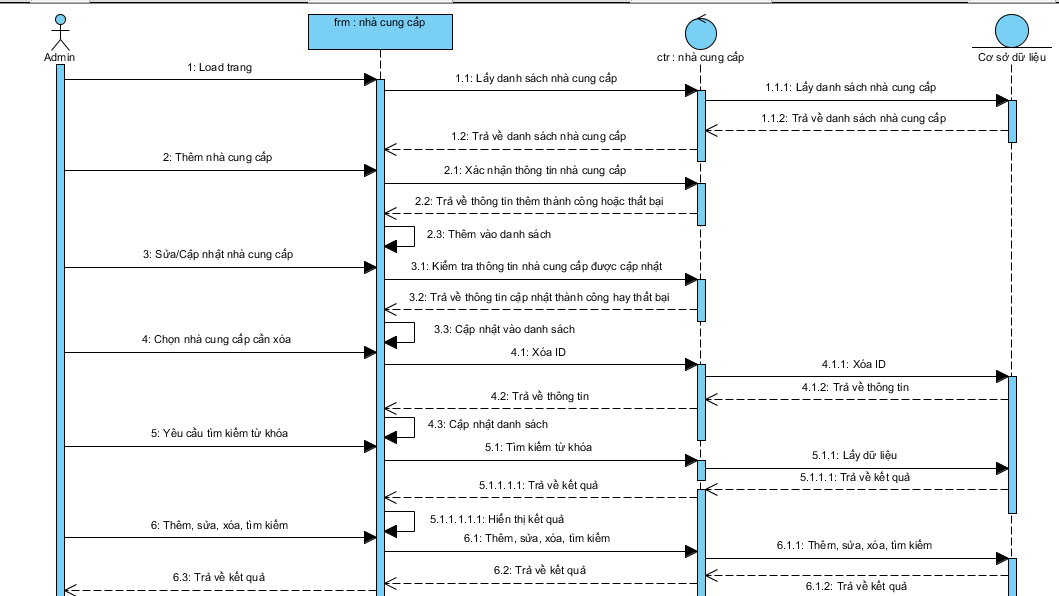 frm : nhà cung cấp
Admin
ctr : nhà cung cấp
Cơ sở dữ liệu
1: Load trang
1.1: Lấy danh sách nhà cung cấp
1.1.1: Lấy danh sách nhà cung cấp
1.1.2: Trả về danh sách nhà cung cấp
1.2: Trả về danh sách nhà cung cấp
2: Thêm nhà cung cấp
2.1: Xác nhận thông tin nhà cung cấp
2.2: Trả về thông tin thêm thành công hoặc thất bại
2.3: Thêm vào danh sách
3: Sửa/Cập nhật nhà cung cấp
3.1: Kiểm tra thông tin nhà cung cấp được cập nhật
3.2: Trả về thông tin cập nhật thành công hay thất bại
3.3: Cập nhật vào danh sách
4: Chọn nhà cung cấp cần xóa
4.1: Xóa ID
4.1.1: Xóa ID
4.1.2: Trả về thông tin
4.2: Trả về thông tin
4.3: Cập nhật danh sách
5: Yêu cầu tìm kiếm từ khóa
5.1: Tìm kiếm từ khóa
5.1.1: Lấy dữ liệu
5.1.1.1: Trả về kết quả
5.1.1.1.1: Trả về kết quả
5.1.1.1.1.1: Hiển thị kết quả
6: Thêm, sửa, xóa, tìm kiếm
6.1: Thêm, sửa, xóa, tìm kiếm
6.1.1: Thêm, sửa, xóa, tìm kiếm
6.2: Trả về kết quả
6.3: Trả về kết quả
6.1.2: Trả về kết quả